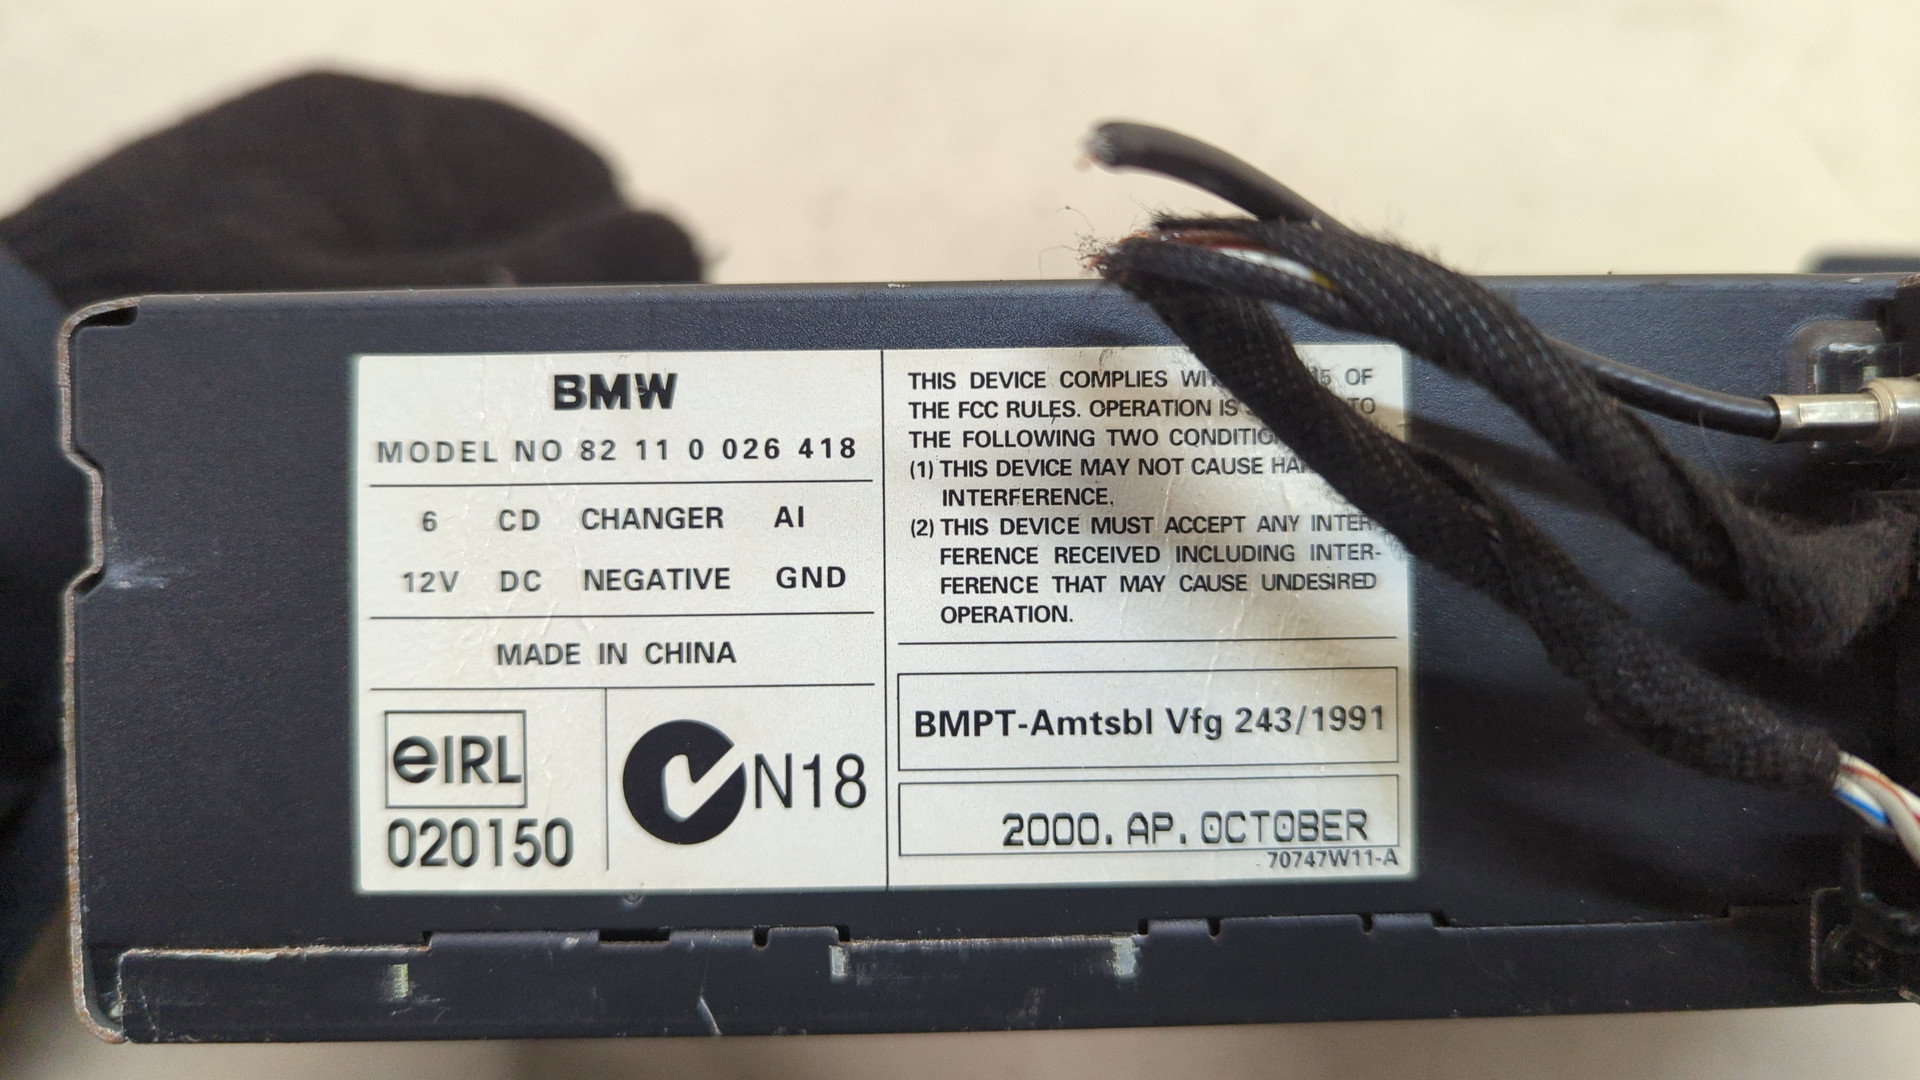 BMW
MODEL NO 82 11 0 026 418
6 CD CHANGER AI
12V DC NEGATIVE GND
MADE IN CHINA
eIRL
020150
N18
THIS DEVICE COMPLIES 15 OF
THE FCC RULES. OPERATION IS TO
THE FOLLOWING TWO
(1) THIS DEVICE MAY NOT CAUSE
INTERFERENCE.
(2) THIS DEVICE MUST ACCEPT ANY INTER-
FERENCE RECEIVED INCLUDING INTER-
FERENCE THAT MAY CAUSE UNDESIRED
OPERATION.
BMPT-Amtsbl Vfg 243/1991
2000. AP. OCTOBER
70747W11-A